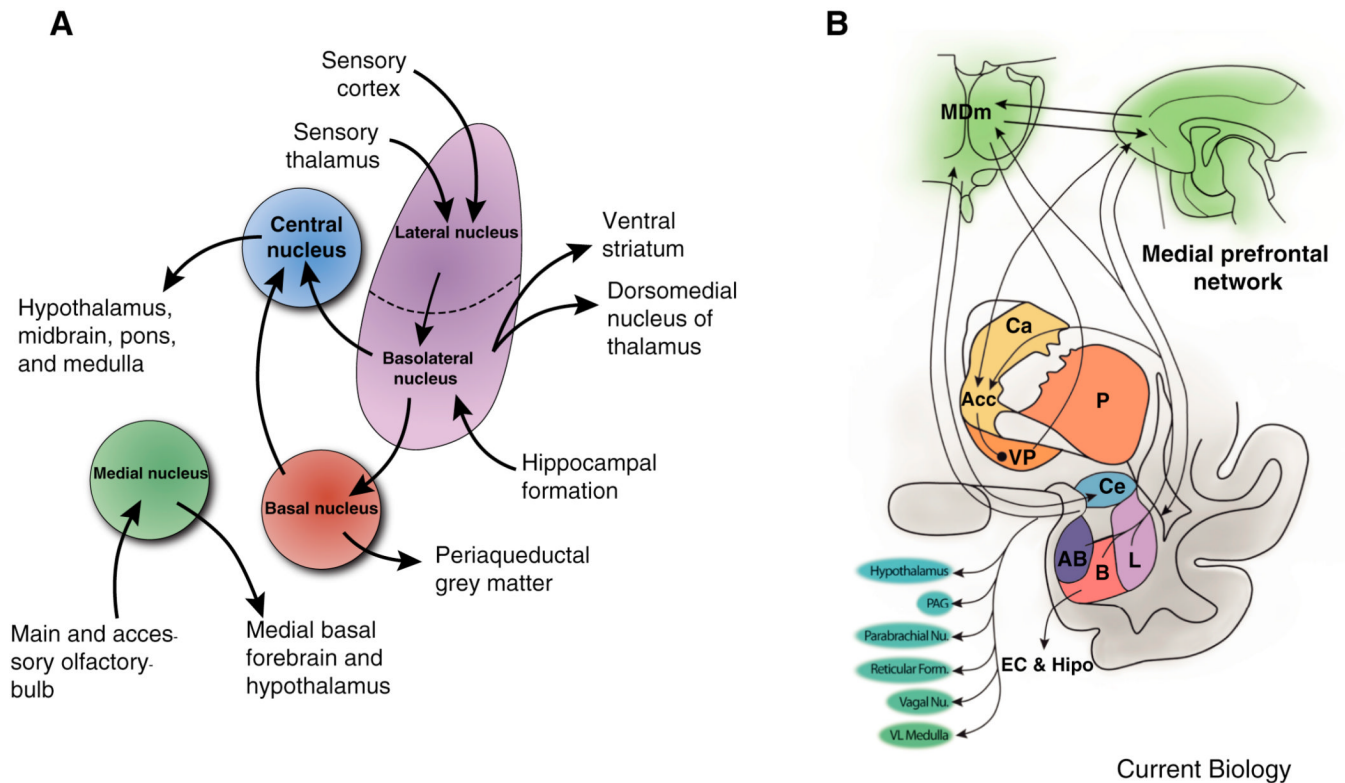 A
Sensory
cortex
Sensory
thalamus
Central
nucleus
Lateral nucleus
Ventral
striatum
Hypothalamus,
midbrain, pons,
and medulla
Dorsomedial
nucleus of
thalamus
Basolateral
nucleus
Medial nucleus
Basal nucleus
Hippocampal
formation
Periaqueductal
grey matter
Main and acces-
sory olfactory-
bulb
Medial basal
forebrain and
hypothalamus
B
MDm
Medial prefrontal
network
Ca
Acc
P
VP
Ce
AB
B
L
Hypothalamus
PAG
Parabrachial Nu.
Reticular Form.
Vagal Nu.
VL Medulla
EC & Hipo
Current Biology